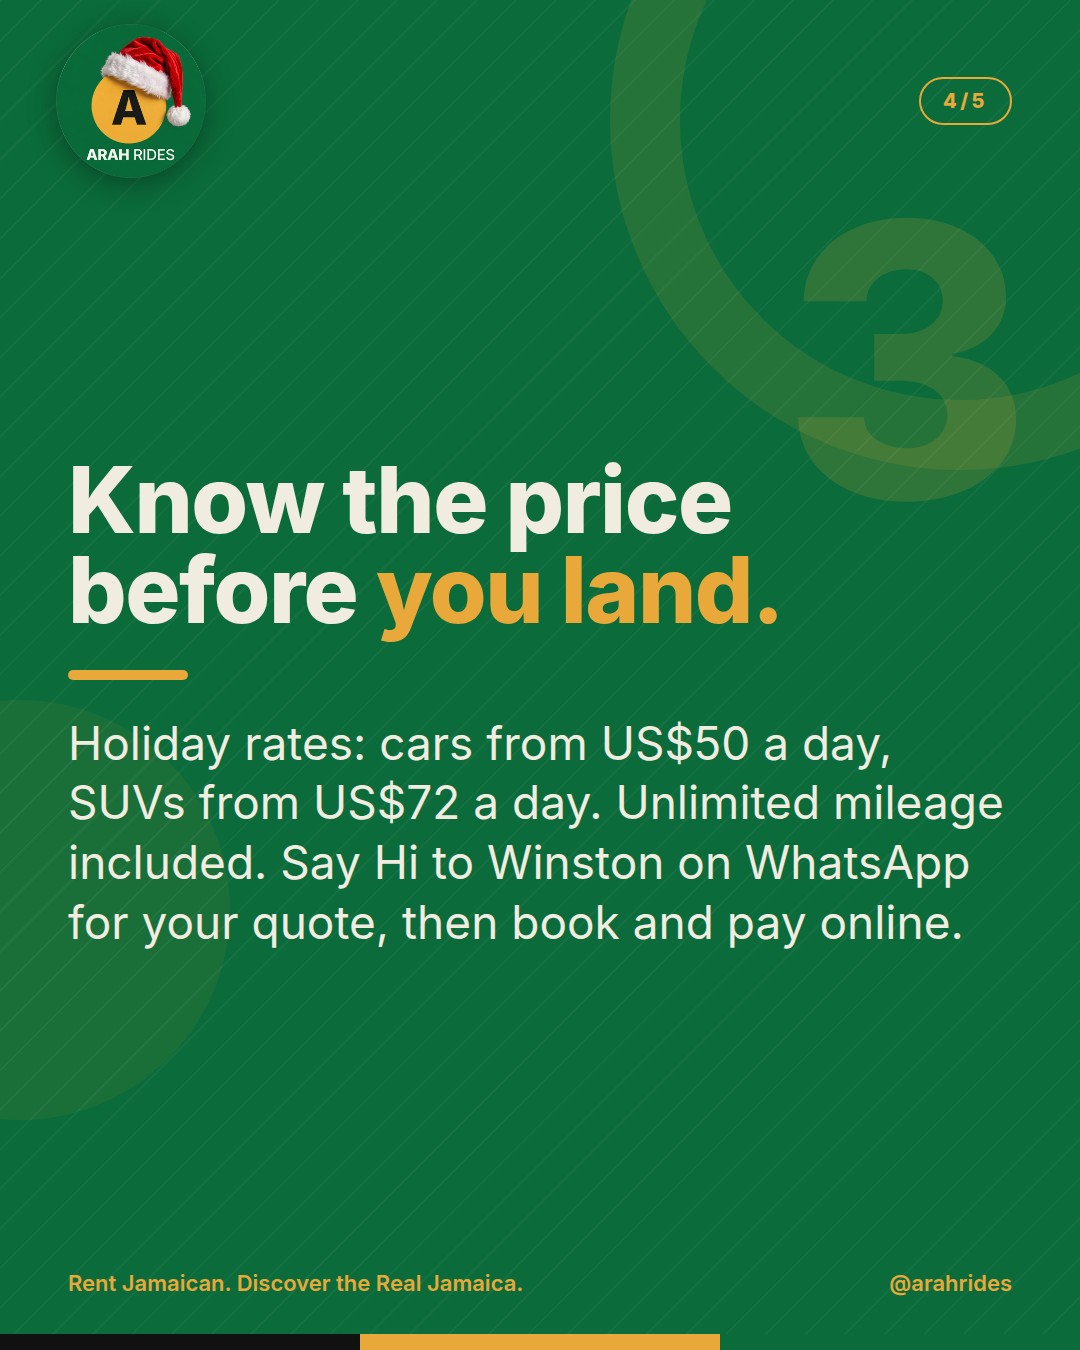 A
ARAH RIDES
4/5
3
Know the price
before you land.
Holiday rates: cars from US$50 a day,
SUVs from US$72 a day. Unlimited mileage
included. Say Hi to Winston on WhatsApp
for your quote, then book and pay online.
Rent Jamaican. Discover the Real Jamaica.
@arahrides